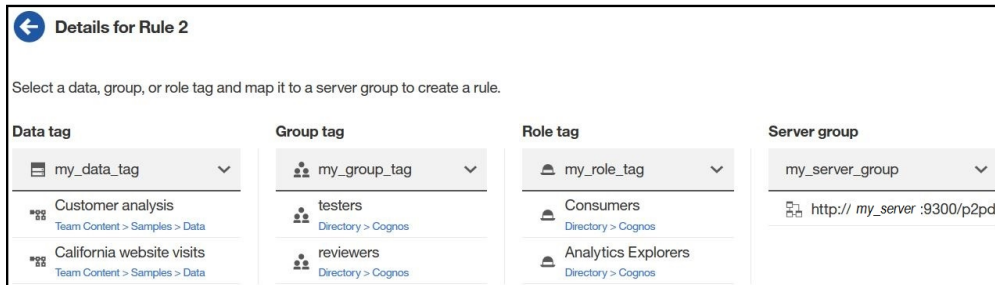 Details for Rule 2
Select a data, group, or role tag and map it to a server group to create a rule.
Data tag
Group tag
Role tag
Server group
my_data_tag
my_group_tag
my_role_tag
my_server_group
Customer analysis
Team Content > Samples > Data
testers
Directory > Cognos
Consumers
Directory > Cognos
http:// my_server :9300/p2pd
California website visits
Team Content > Samples > Data
reviewers
Directory > Cognos
Analytics Explorers
Directory > Cognos